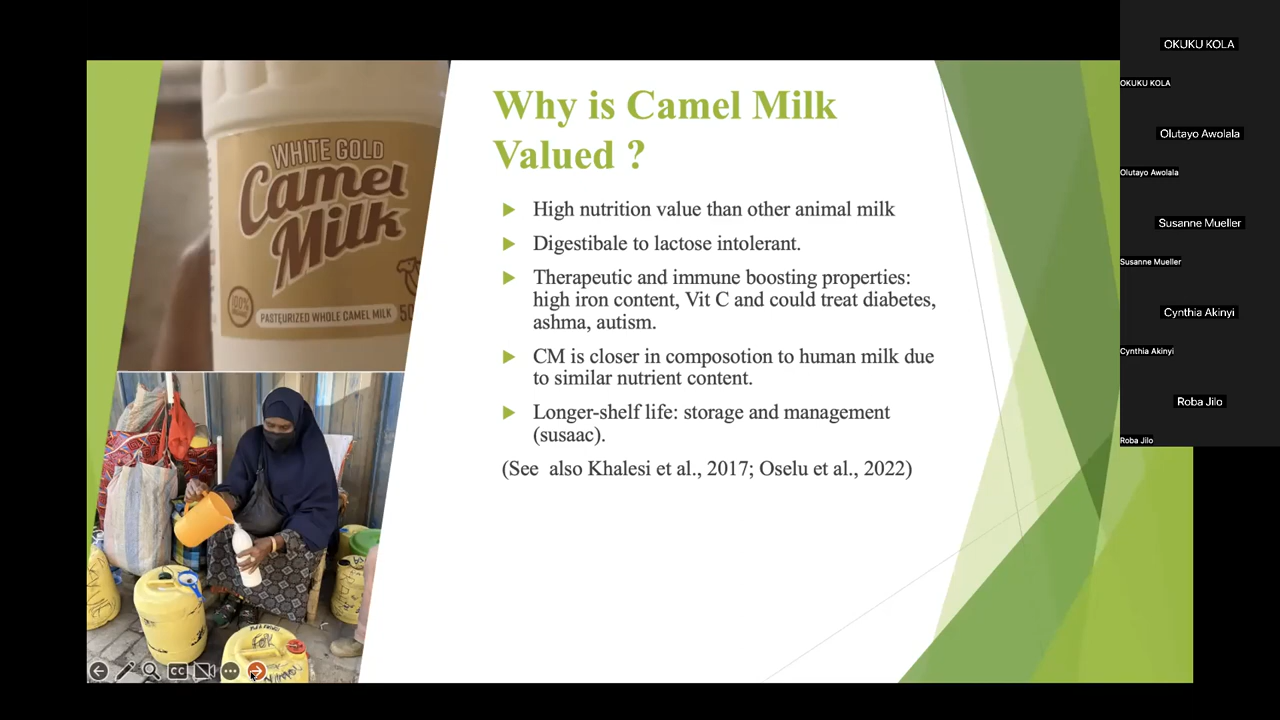 WHITE GOLD
Camel
Milk
100%
PASTEURIZED WHOLE CAMEL MILK
50
Why is Camel Milk
Valued ?
High nutrition value than other animal milk
Digestibale to lactose intolerant.
Therapeutic and immune boosting properties:
high iron content, Vit C and could treat diabetes,
ashma, autism.
CM is closer in composotion to human milk due
to similar nutrient content.
Longer-shelf life: storage and management
(susaac).
(See also Khalesi et al., 2017; Oselu et al., 2022)
CC
OKUKU KOLA
OKUKU KOLA
Olutayo Awolala
Olutayo Awolala
Susanne Mueller
Susanne Mueller
Cynthia Akinyi
Cynthia Akinyi
Roba Jilo
Roba Jilo